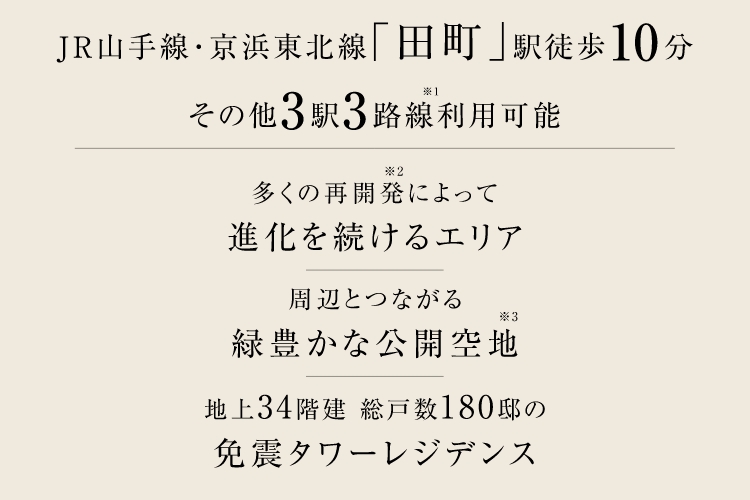 JR山手線・京浜東北線「田町」駅徒歩10分
その他3駅3路線※1利用可能
多くの再開発※2によって
進化を続けるエリア
周辺とつながる
緑豊かな公開空地※3
地上34階建 総戸数180邸の
免震タワーレジデンス